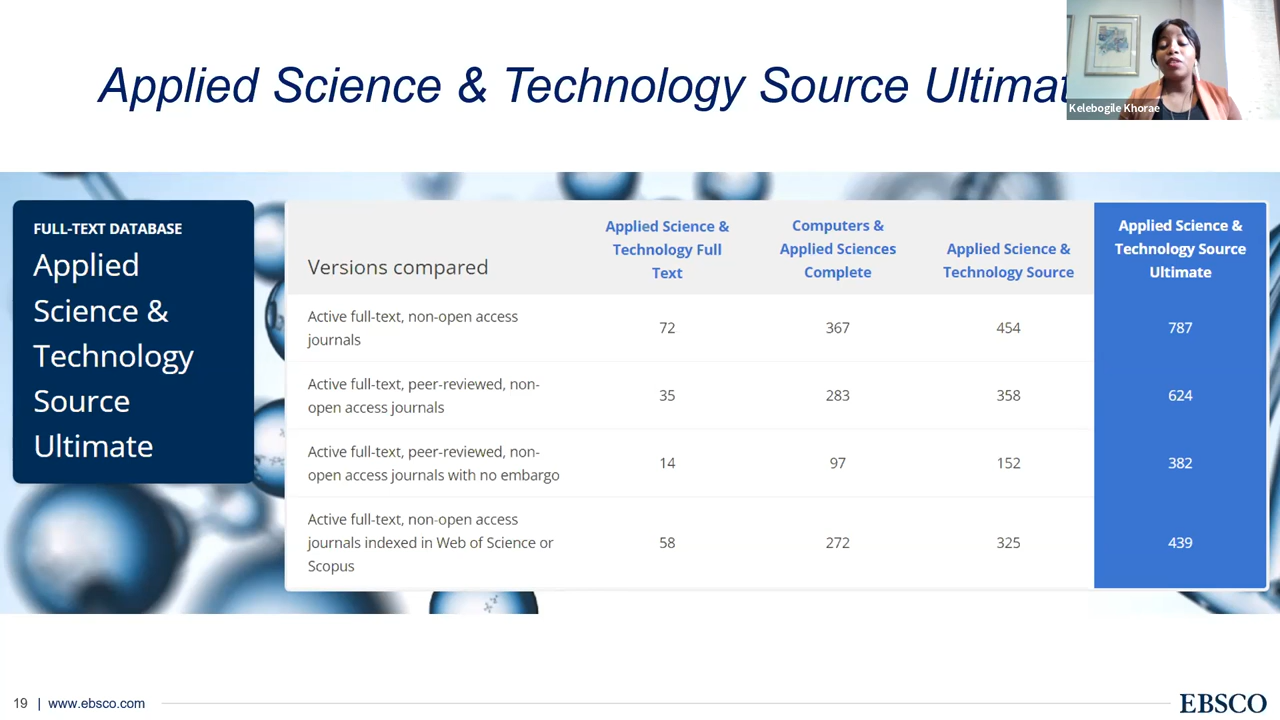 Applied Science & Technology Source Ultimat
Kelebogile Khorae
FULL-TEXT DATABASE
Applied
Science &
Technology
Source
Ultimate
Versions compared
Applied Science &
Technology Full
Text
Computers &
Applied Sciences
Complete
Applied Science &
Technology Source
Applied Science &
Technology Source
Ultimate
Active full-text, non-open access
journals
72
367
454
787
Active full-text, peer-reviewed, non-
open access journals
35
283
358
624
Active full-text, peer-reviewed, non-
open access journals with no embargo
14
97
152
382
Active full-text, non-open access
journals indexed in Web of Science or
Scopus
58
272
325
439
19 | www.ebsco.com
EBSCO